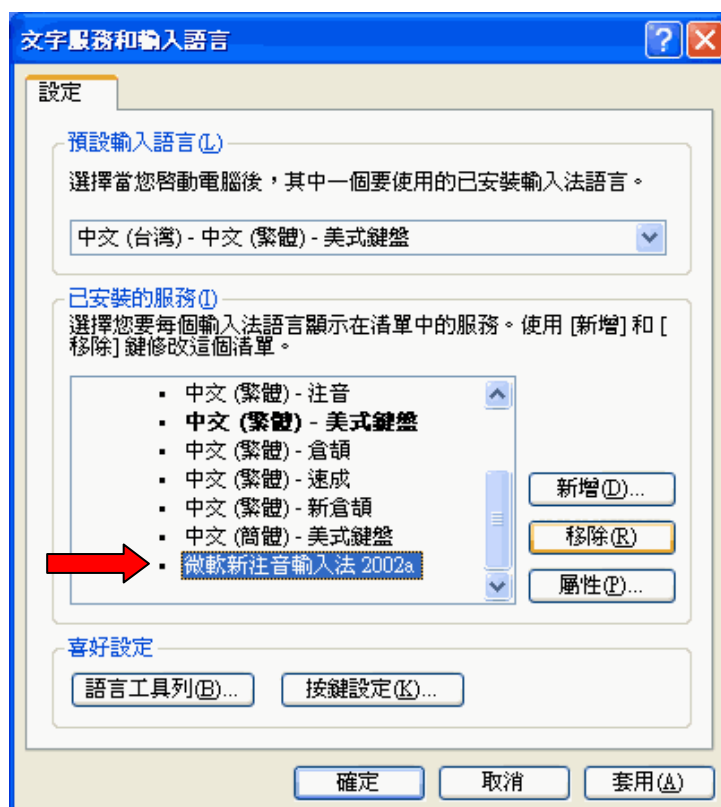 文字服務和輸入語言
設定
預設輸入語言(L)
選擇當您啓動電腦後，其中一個要使用的已安裝輸入法語言。
中文 (台灣) - 中文 (繁體) - 美式鍵盤
已安裝的服務(I)
選擇您要每個輸入法語言顯示在清單中的服務。使用 [新增] 和 [
移除] 鍵修改這個清單。
中文 (繁體) - 注音
中文 (繁體) - 美式鍵盤
中文 (繁體) - 倉頡
中文 (繁體) - 速成
中文 (繁體) - 新倉頡
中文 (簡體) - 美式鍵盤
微軟新注音輸入法 2002a
新增(D)...
移除(R)
屬性(P)...
喜好設定
語言工具列(B)...
按鍵設定(K)...
確定
取消
套用(A)